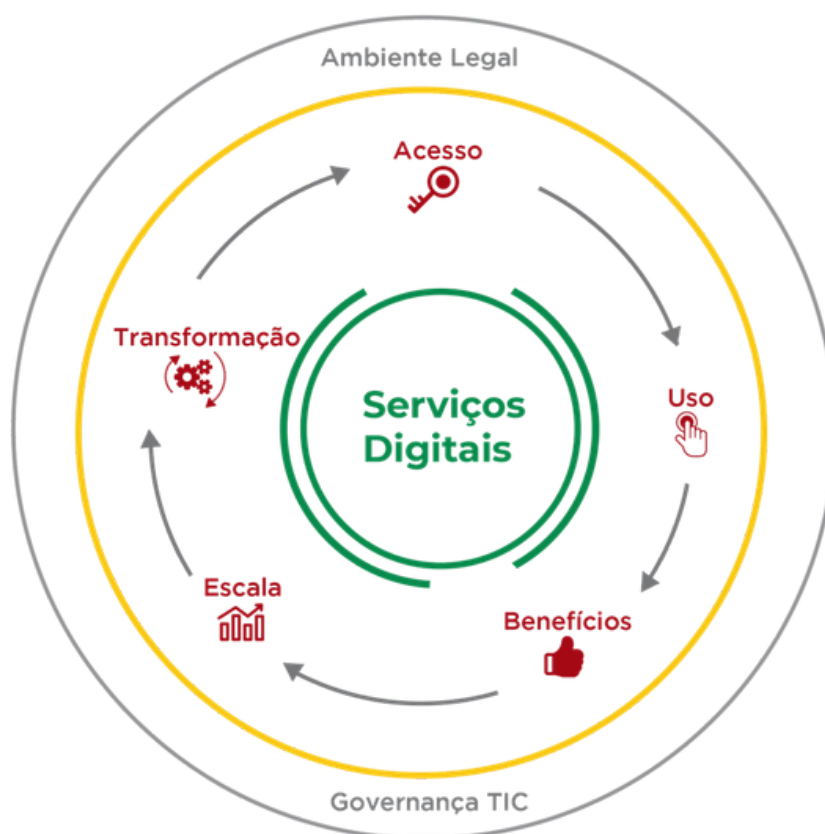 Ambiente Legal
Acesso
Transformação
Uso
Serviços
Digitais
Escala
Benefícios
Governança TIC